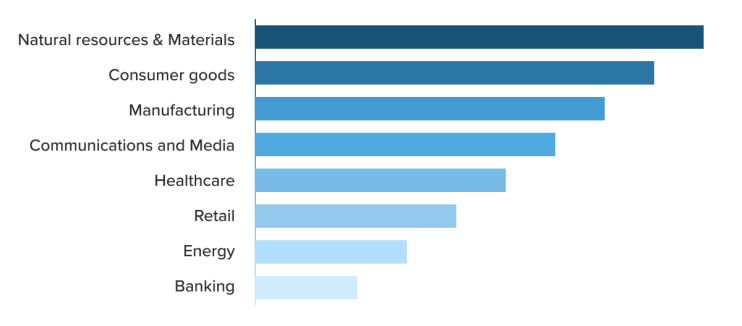 Natural resources & Materials
Consumer goods
Manufacturing
Communications and Media
Healthcare
Retail
Energy
Banking